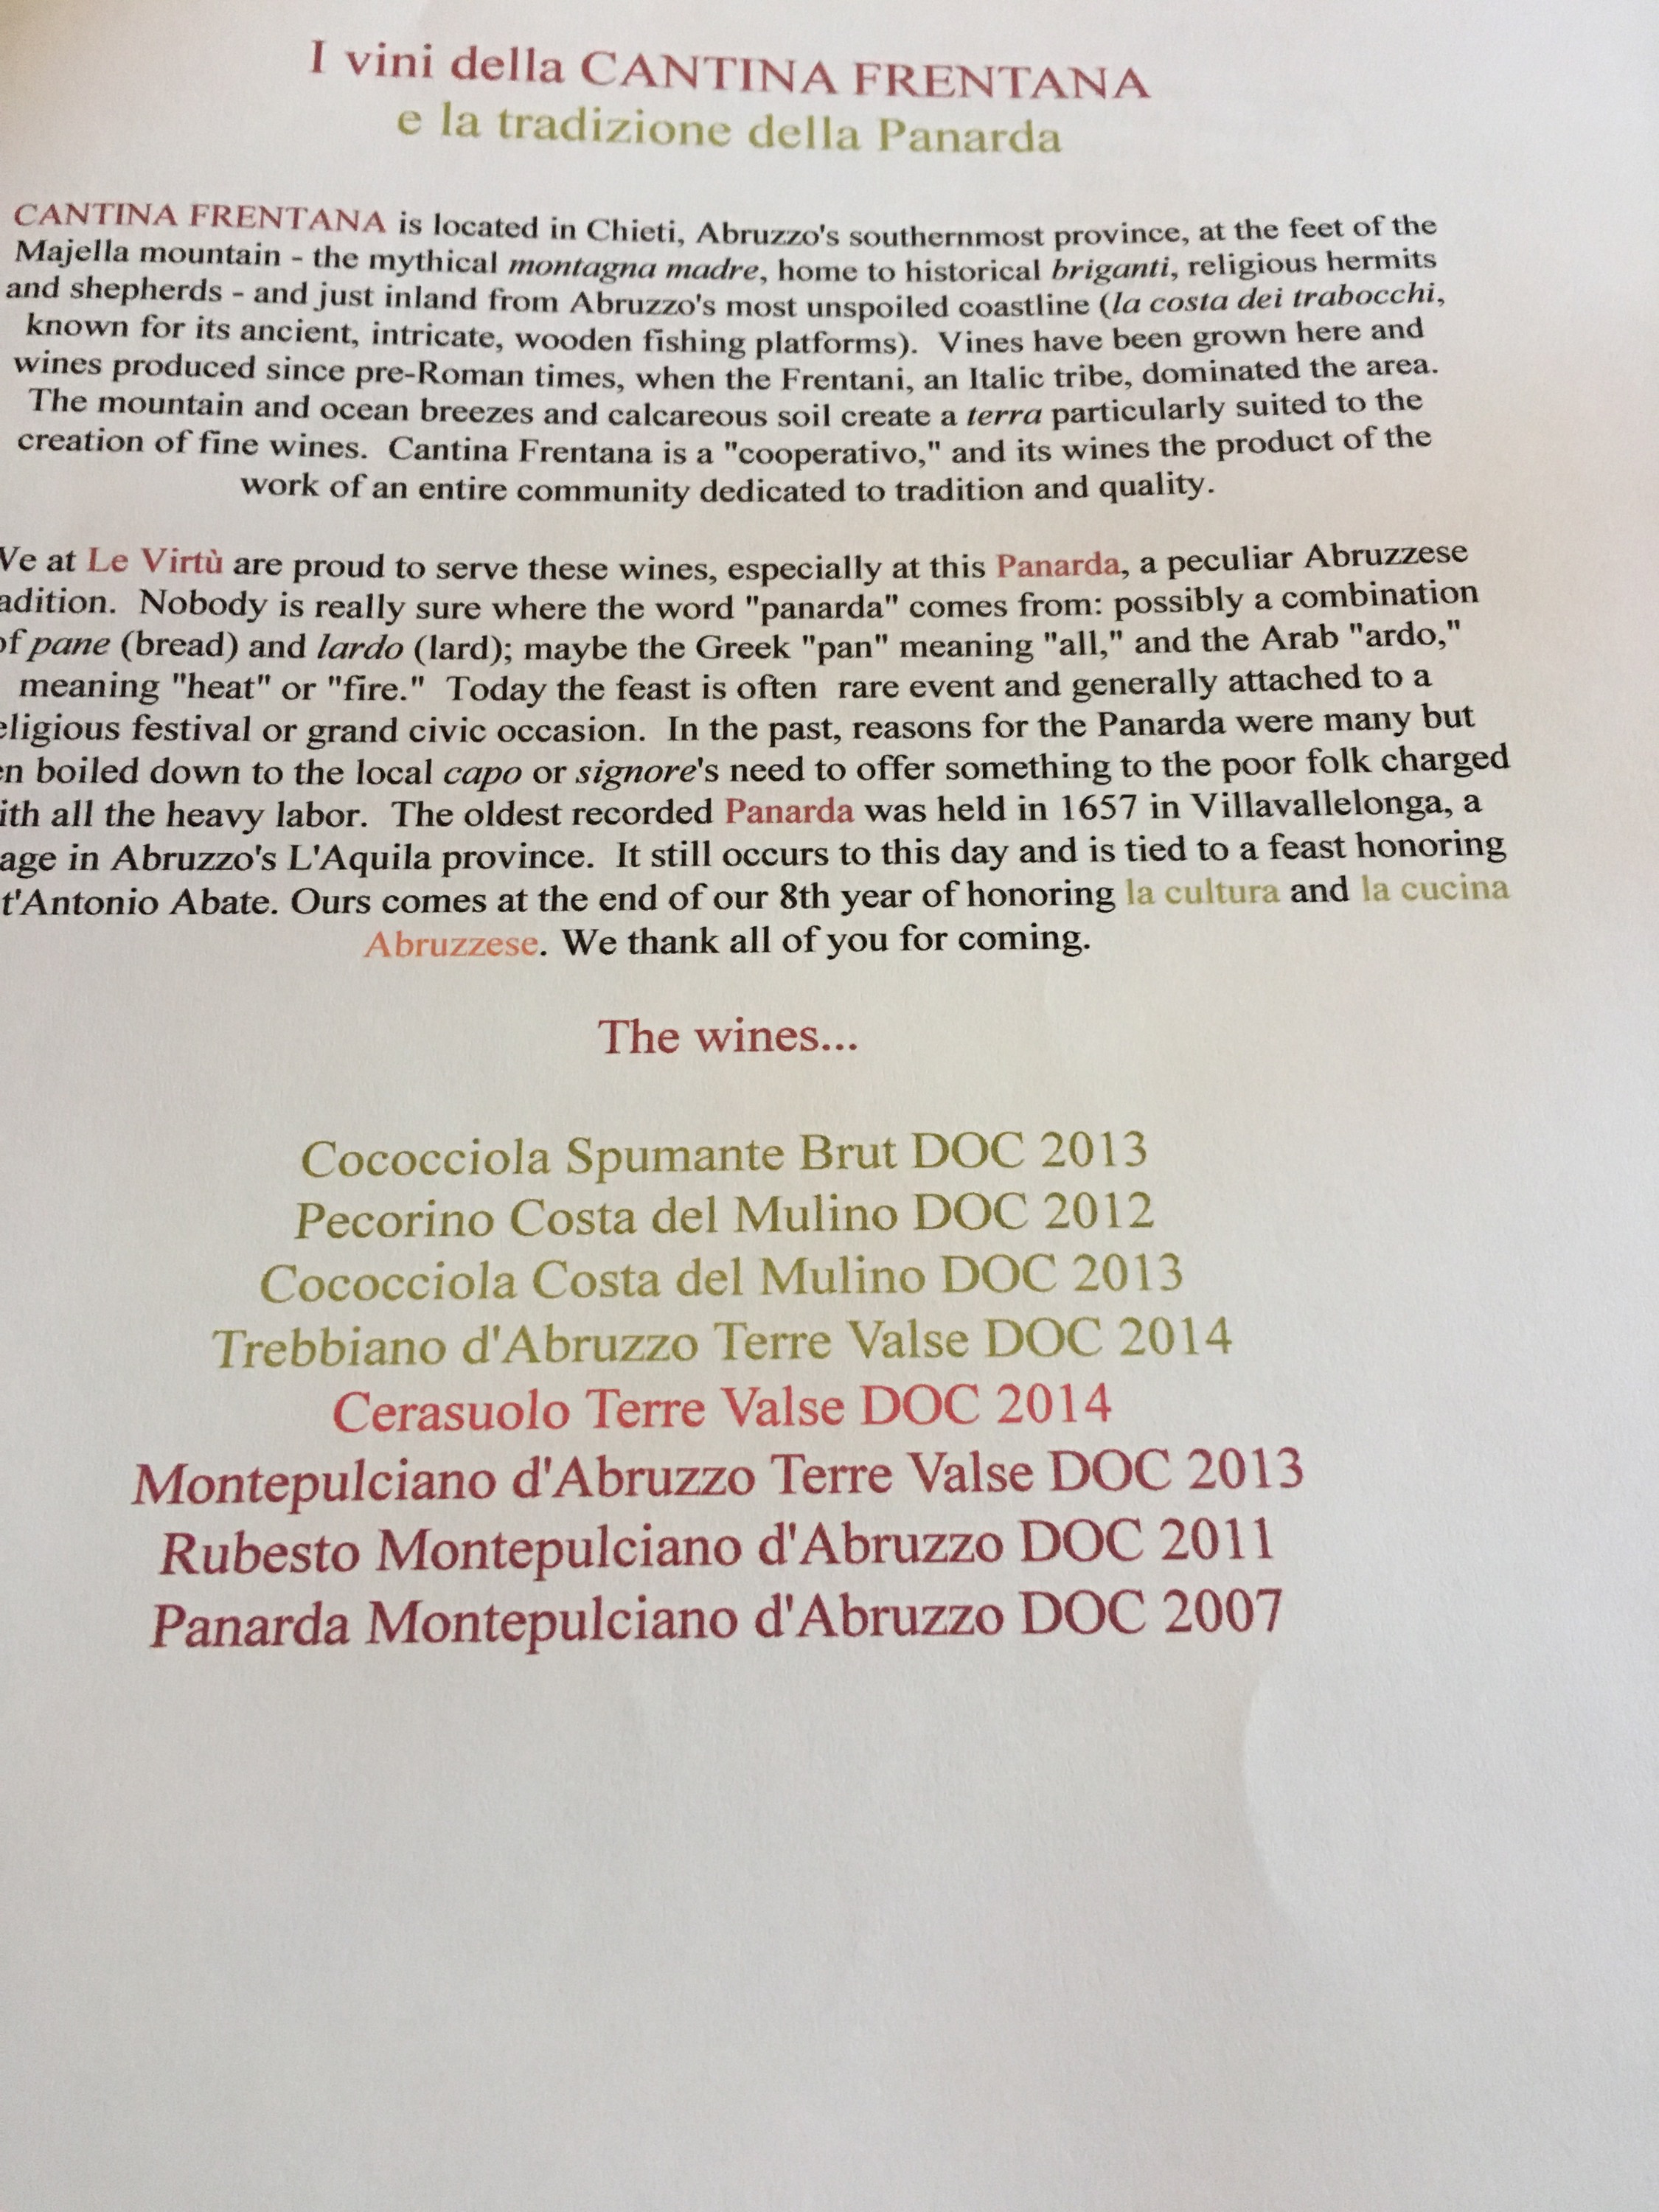 I vini della CANTINA FRENTANA
e la tradizione della Panarda
CANTINA FRENTANA is located in Chieti, Abruzzo's southernmost province, at the feet of the
Majella mountain - the mythical montagna madre, home to historical briganti, religious hermits
and shepherds - and just inland from Abruzzo's most unspoiled coastline (la costa dei trabocchi,
known for its ancient, intricate, wooden fishing platforms).  Vines have been grown here and
wines produced since pre-Roman times, when the Frentani, an Italic tribe, dominated the area.
The mountain and ocean breezes and calcareous soil create a terra particularly suited to the
creation of fine wines.  Cantina Frentana is a "cooperativo," and its wines the product of the
work of an entire community dedicated to tradition and quality.
We at Le Virtù are proud to serve these wines, especially at this Panarda, a peculiar Abruzzese
adition.  Nobody is really sure where the word "panarda" comes from: possibly a combination
of pane (bread) and lardo (lard); maybe the Greek "pan" meaning "all," and the Arab "ardo,"
meaning "heat" or "fire."  Today the feast is often  rare event and generally attached to a
eligious festival or grand civic occasion.  In the past, reasons for the Panarda were many but
en boiled down to the local capo or signore's need to offer something to the poor folk charged
ith all the heavy labor.  The oldest recorded Panarda was held in 1657 in Villavallelonga, a
age in Abruzzo's L'Aquila province.  It still occurs to this day and is tied to a feast honoring
t'Antonio Abate. Ours comes at the end of our 8th year of honoring la cultura and la cucina
Abruzzese. We thank all of you for coming.
The wines...
Cococciola Spumante Brut DOC 2013
Pecorino Costa del Mulino DOC 2012
Cococciola Costa del Mulino DOC 2013
Trebbiano d'Abruzzo Terre Valse DOC 2014
Cerasuolo Terre Valse DOC 2014
Montepulciano d'Abruzzo Terre Valse DOC 2013
Rubesto Montepulciano d'Abruzzo DOC 2011
Panarda Montepulciano d'Abruzzo DOC 2007